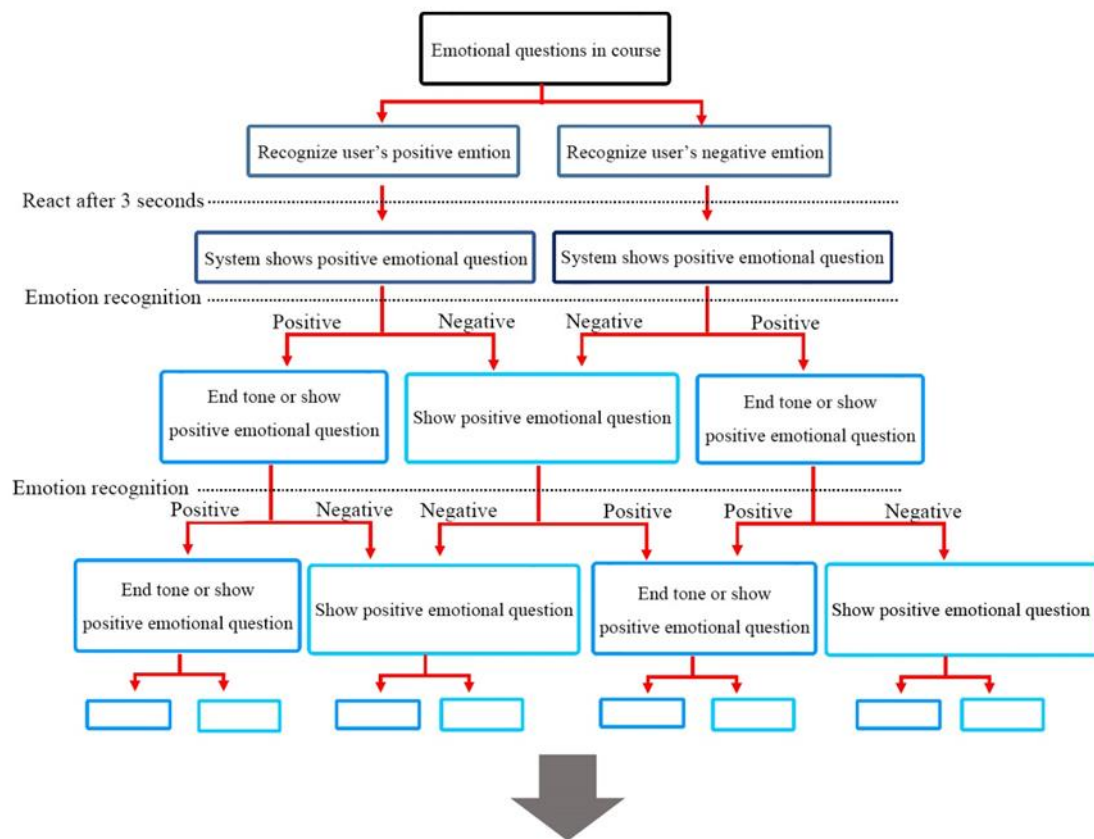 Emotional questions in course
Recognize user's positive emtion
Recognize user's negative emtion
React after 3 seconds
System shows positive emotional question
System shows positive emotional question
Emotion recognition
Positive
Negative
Negative
Positive
End tone or show
positive emotional question
Show positive emotional question
End tone or show
positive emotional question
Emotion recognition
Positive
Negative
Negative
Positive
Positive
Negative
End tone or show
positive emotional question
Show positive emotional question
End tone or show
positive emotional question
Show positive emotional question